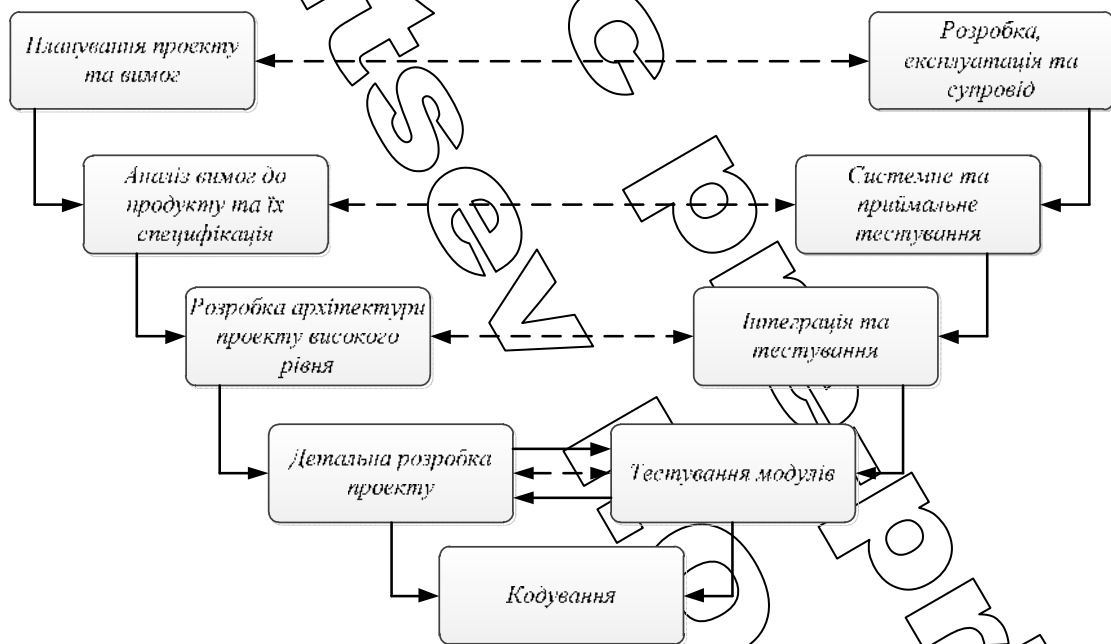 Планування проекту
та вимог
Розробка,
експлуатація та
супровід
Аналіз вимог до
продукту та їх
специфікація
Системне та
приймальне
тестування
Розробка архітектури
проекту високого
рівня
Інтеграція та
тестування
Детальна розробка
проекту
Тестування модулів
Кодування